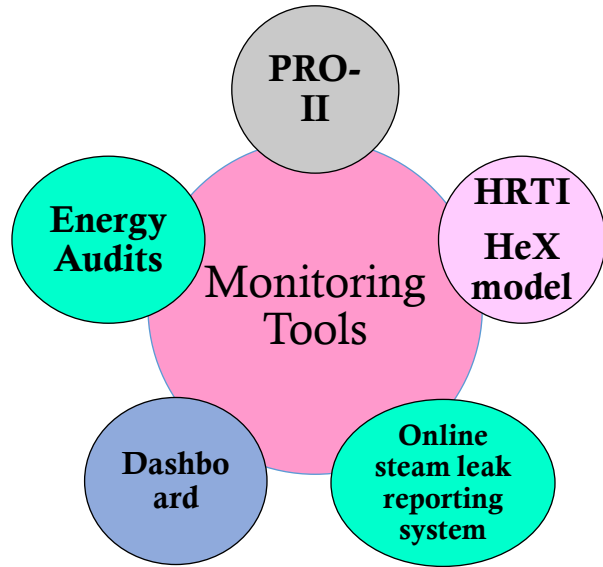 PRO-
II
HRTI
HeX
model
Energy
Audits
Monitoring
Tools
Dashbo
ard
Online
steam leak
reporting
system